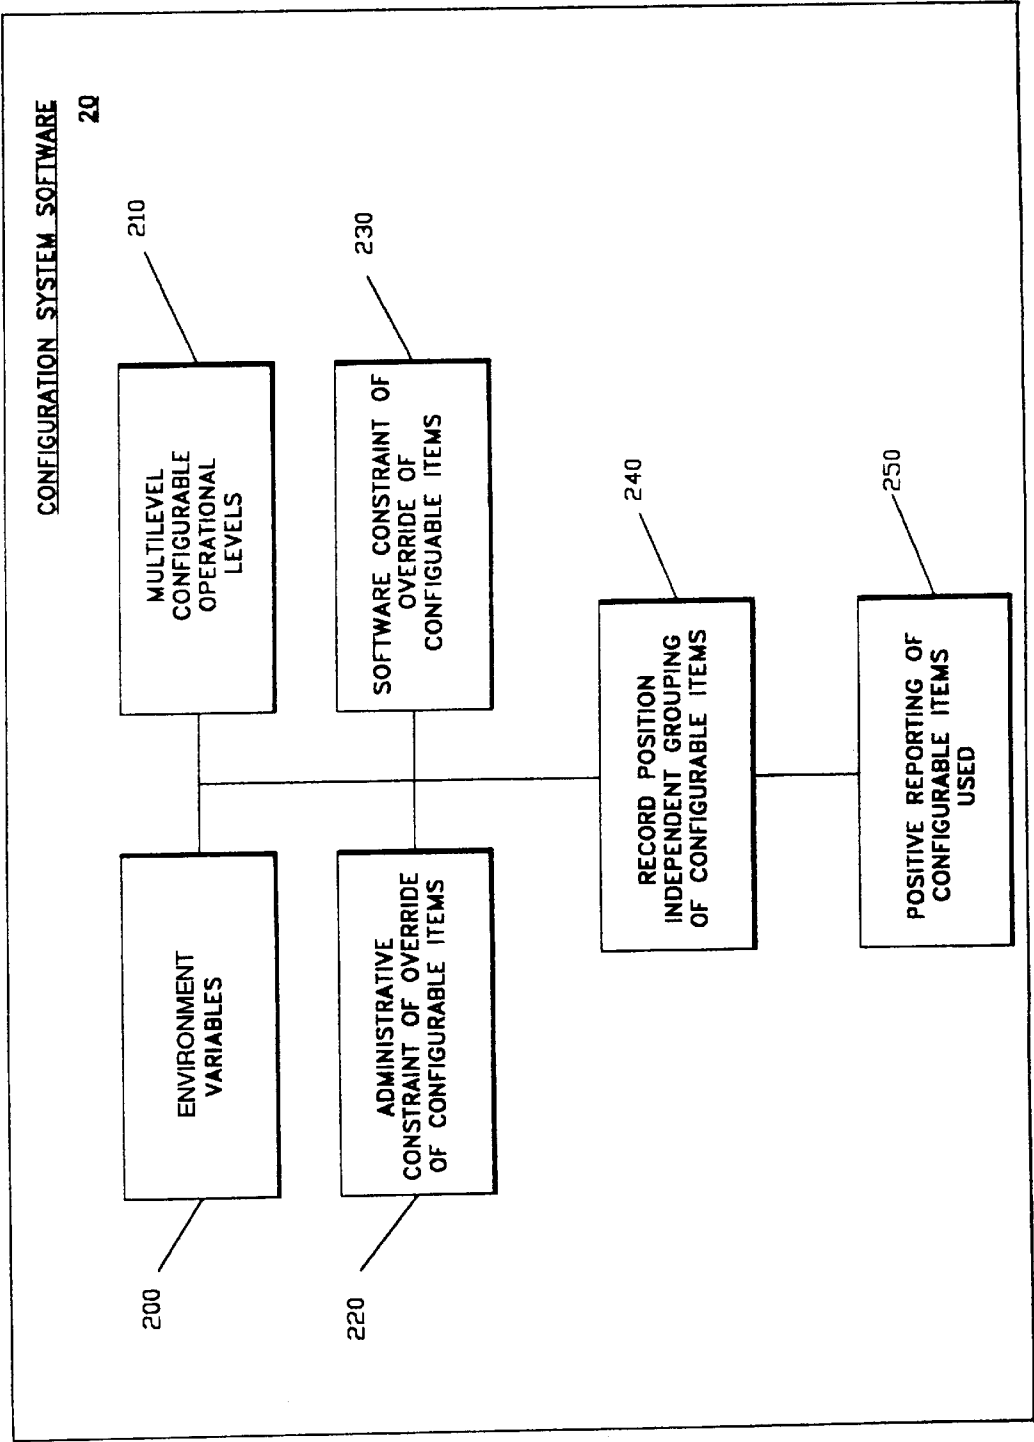 CONFIGURATION SYSTEM SOFTWARE
20
200
ENVIRONMENT
VARIABLES
210
MULTILEVEL
CONFIGURABLE
OPERATIONAL
LEVELS
220
ADMINISTRATIVE
CONSTRAINT OF OVERRIDE
OF CONFIGURABLE ITEMS
230
SOFTWARE CONSTRAINT OF
OVERRIDE OF
CONFIGUABLE ITEMS
240
RECORD POSITION
INDEPENDENT GROUPING
OF CONFIGURABLE ITEMS
250
POSITIVE REPORTING OF
CONFIGURABLE ITEMS
USED